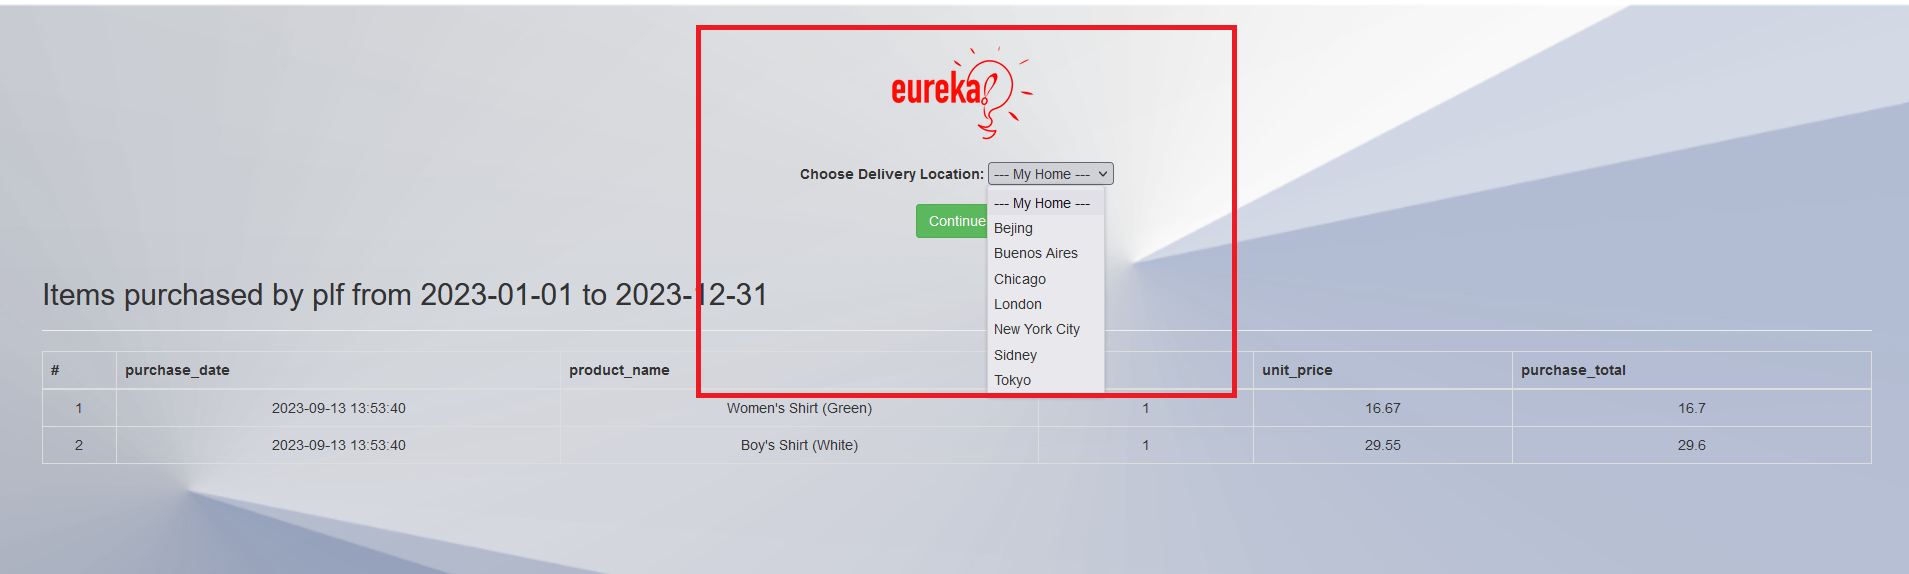 eureka!
Choose Delivery Location: --- My Home ---
--- My Home ---
Continue
Bejing
Buenos Aires
Chicago
London
New York City
Sidney
Tokyo
Items purchased by plf from 2023-01-01 to 2023-12-31
# purchase_date product_name unit_price purchase_total
1 2023-09-13 13:53:40 Women's Shirt (Green) 1 16.67 16.7
2 2023-09-13 13:53:40 Boy's Shirt (White) 1 29.55 29.6